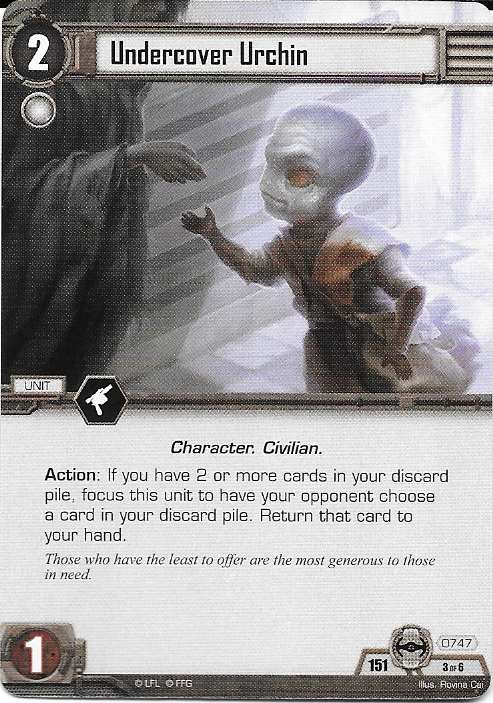 2
Undercover Urchin
UNIT
Character. Civilian.
Action: If you have 2 or more cards in your discard
pile, focus this unit to have your opponent choose
a card in your discard pile. Return that card to
your hand.
Those who have the least to offer are the most generous to those
in need.
1
151
0747
3 OF 6
© LFL © FFG
Illus. Rovina Cai